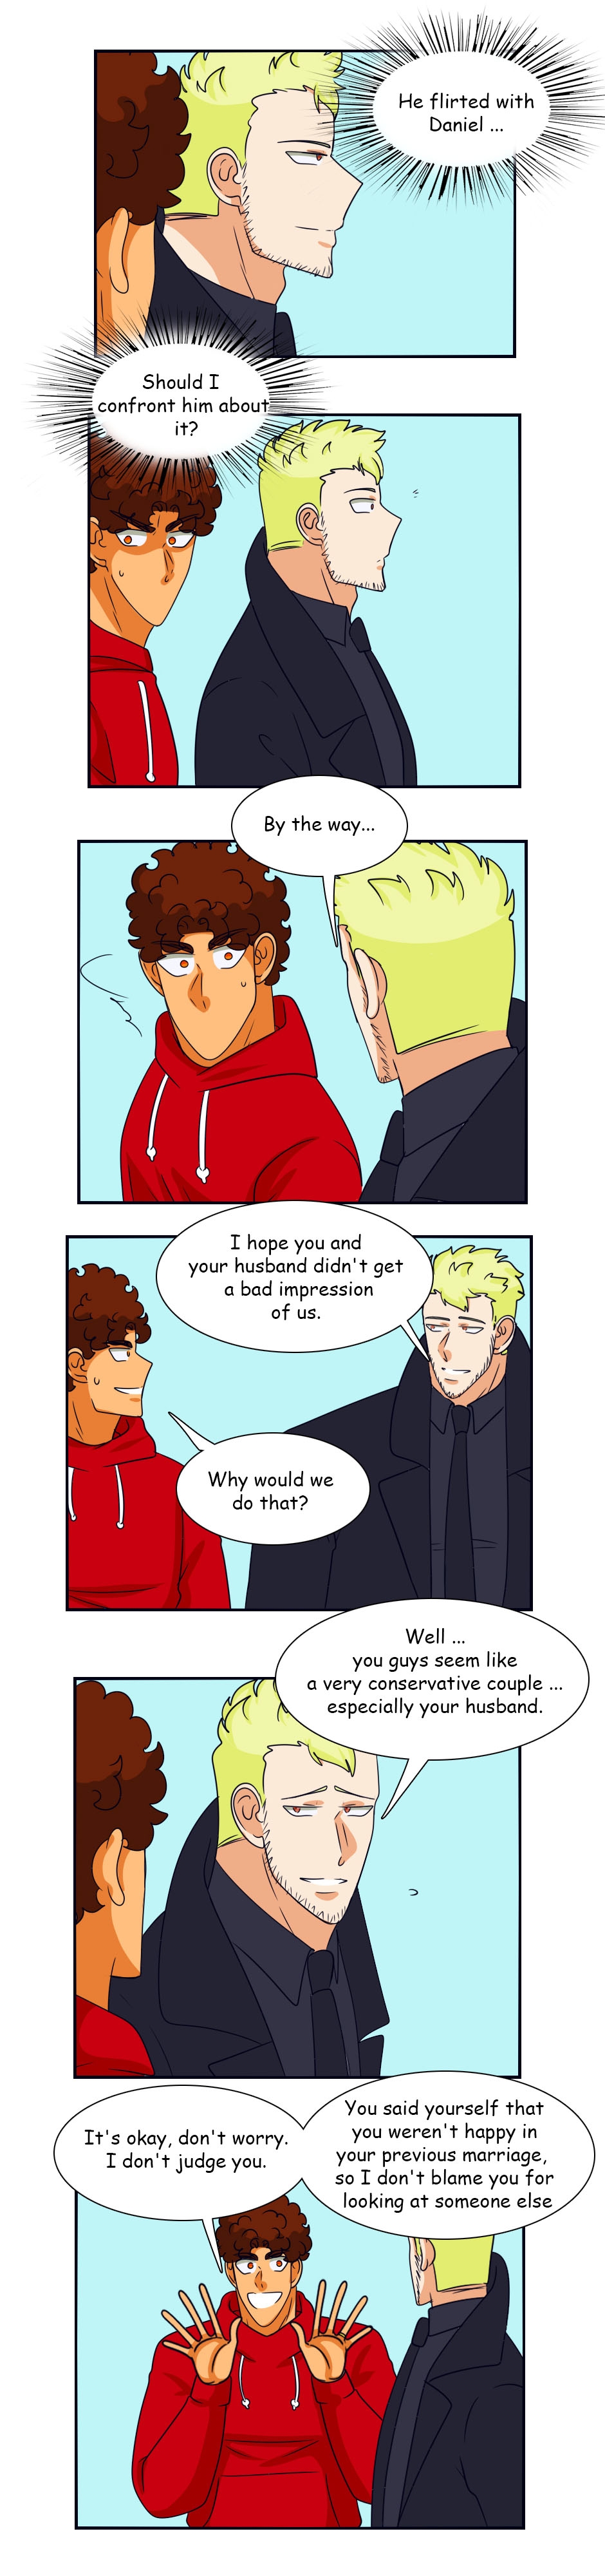 He flirted with
Daniel ...
Should I
confront him about
it?
By the way...
I hope you and
your husband didn't get
a bad impression
of us.
Why would we
do that?
Well ...
you guys seem like
a very conservative couple ...
especially your husband.
It's okay, don't worry.
I don't judge you.
You said yourself that
you weren't happy in
your previous marriage,
so I don't blame you for
looking at someone else